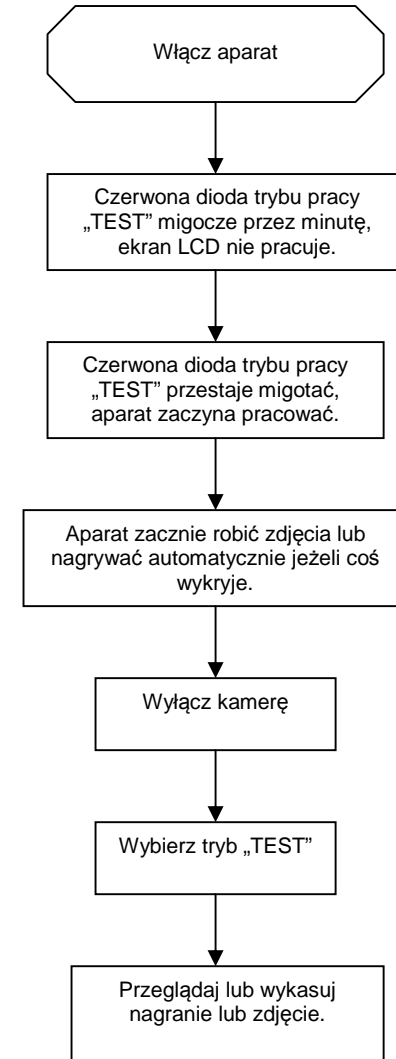 Włącz aparat
Czerwona dioda trybu pracy
„TEST” migocze przez minutę,
ekran LCD nie pracuje.
Czerwona dioda trybu pracy
„TEST” przestaje migotać,
aparat zaczyna pracować.
Aparat zacznie robić zdjęcia lub
nagrywać automatycznie jeżeli coś
wykryje.
Wyłącz kamerę
Wybierz tryb „TEST”
Przeglądaj lub wykasuj
nagranie lub zdjęcie.